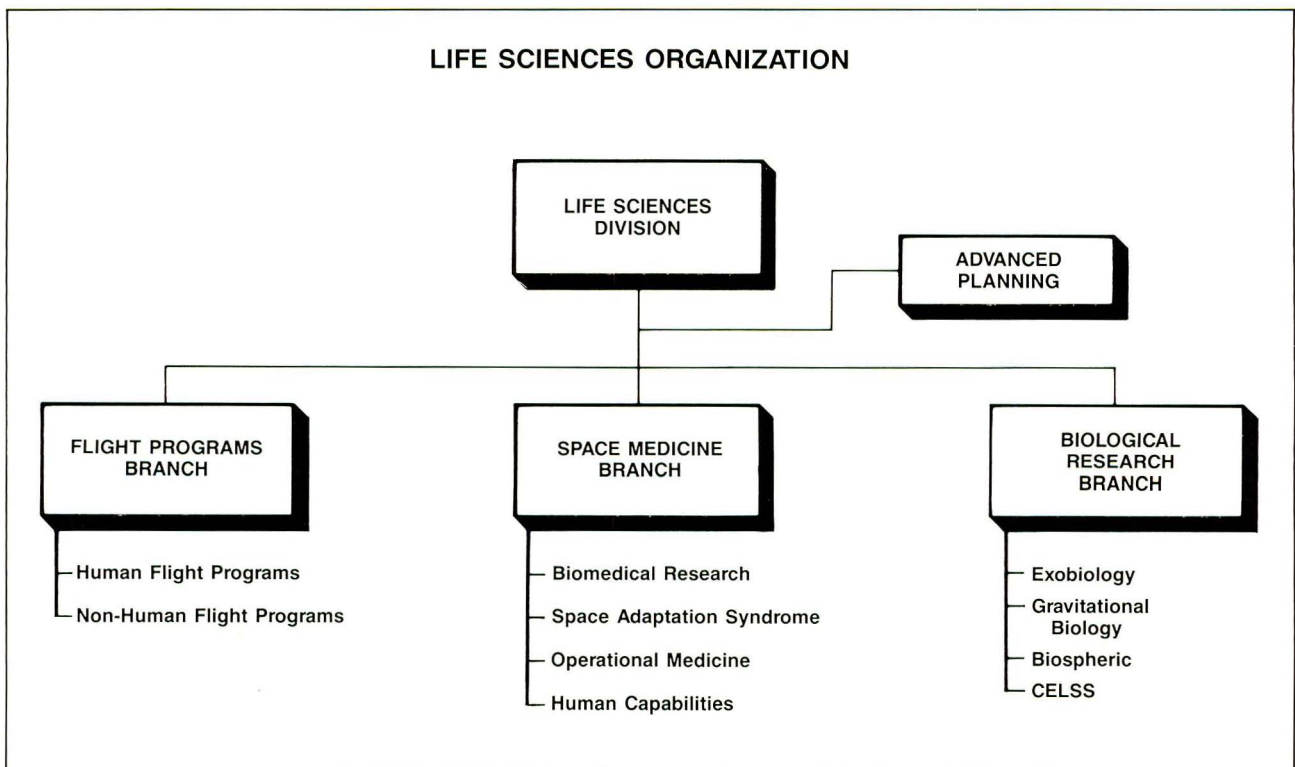 LIFE SCIENCES ORGANIZATION
LIFE SCIENCES
DIVISION
ADVANCED
PLANNING
FLIGHT PROGRAMS
BRANCH
Human Flight Programs
Non-Human Flight Programs
SPACE MEDICINE
BRANCH
Biomedical Research
Space Adaptation Syndrome
Operational Medicine
Human Capabilities
BIOLOGICAL
RESEARCH
BRANCH
Exobiology
Gravitational
Biology
Biospheric
CELSS